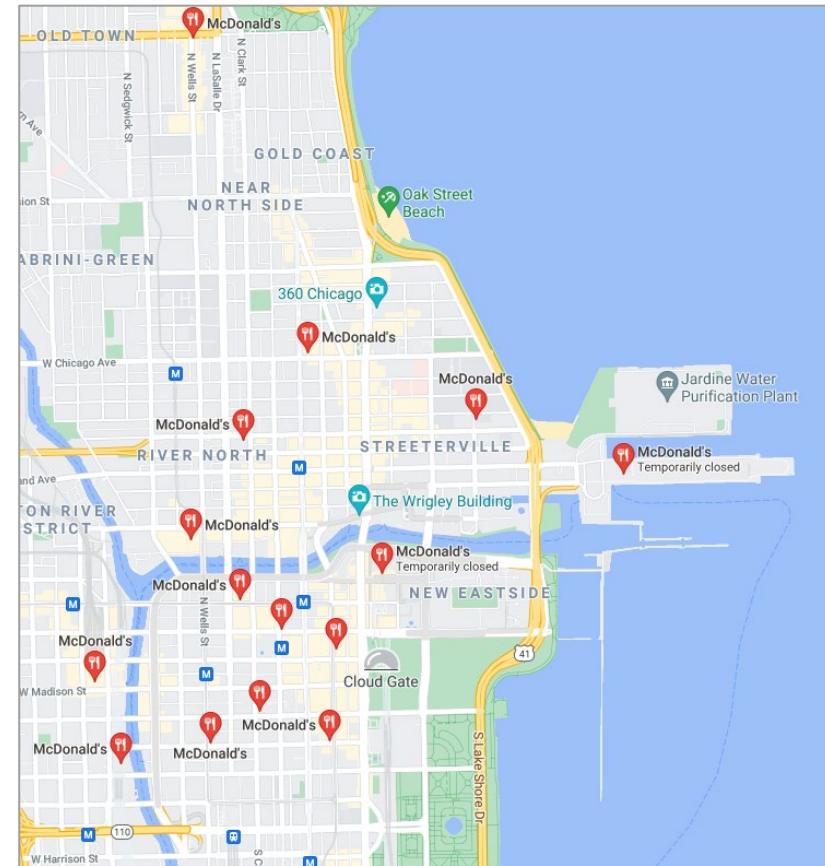 McDonald's
OLD TOWN
N Sedgwick St
N Wells St
N LaSalle Dr
N Clark St
GOLD COAST
NEAR
NORTH SIDE
Oak Street
Beach
ABRINI-GREEN
360 Chicago
McDonald's
W Chicago Ave
M
McDonald's
Jardine Water
Purification Plant
McDonald's
STREETERVILLE
RIVER NORTH
M
McDonald's
Temporarily closed
and Ave
TON RIVER
STRICT
The Wrigley Building
McDonald's
McDonald's
Temporarily closed
McDonald's
NEW EASTSIDE
M
M
N Wells St
McDonald's
M
M
41
Cloud Gate
W Madison St
McDonald's
McDonald's
McDonald's
S Lake Shore Dr
M
110
W Harrison St
S C
M